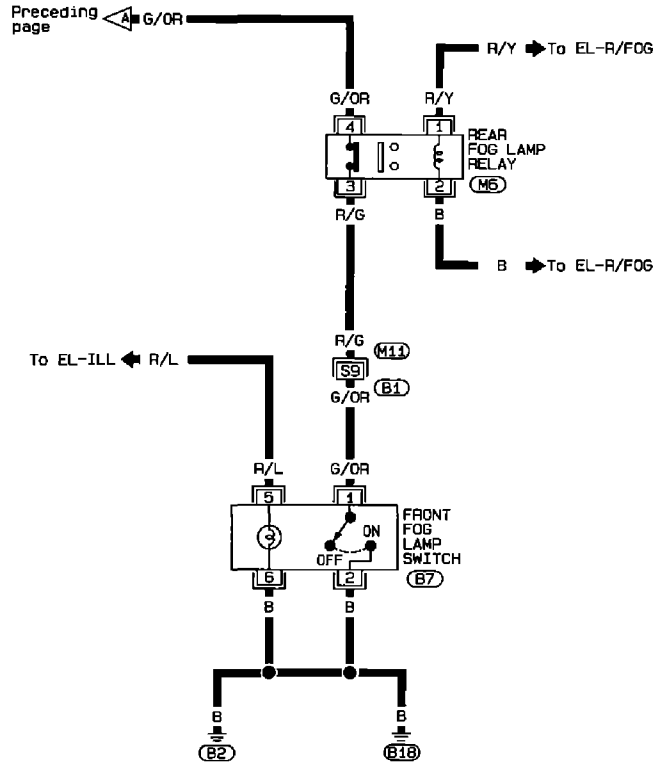 Preceding
page
A
G/OR
R/Y
To EL-R/FOG
G/OR
R/Y
4
1
REAR
FOG LAMP
RELAY
M6
3
2
R/G
B
B
To EL-R/FOG
R/G
M11
To EL-ILL
R/L
S9
B1
G/OR
R/L
G/OR
5
1
FRONT
FOG
LAMP
SWITCH
ON
OFF
B7
6
2
B
B
B
B
B2
B18